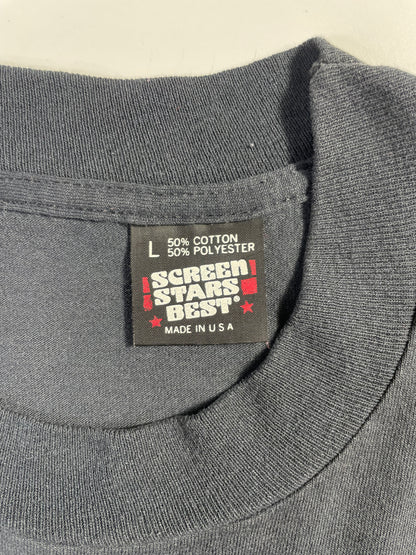 L 50% COTTON
50% POLYESTER
SCREEN
STARS
BEST®
MADE IN U S A